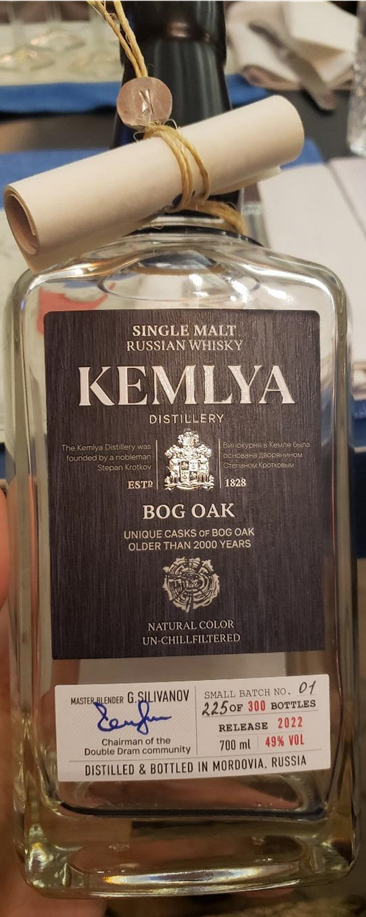 K
SINGLE MALT
RUSSIAN WHISKY
KEMLYA
DISTILLERY
The Kemlya Distillery was
founded by a nobleman
Stepan Krotkov
Винокурня в Кемле была
основана дворянином
Степаном Кротковым
ESTD 1828
BOG OAK
UNIQUE CASKS OF BOG OAK
OLDER THAN 2000 YEARS
NATURAL COLOR
UN-CHILLFILTERED
MASTER BLENDER G.SILIVANOV
Chairman of the
Double Dram community
SMALL BATCH NO. 01
225 OF 300 BOTTLES
RELEASE 2022
700 ml 49% VOL
DISTILLED & BOTTLED IN MORDOVIA, RUSSIA